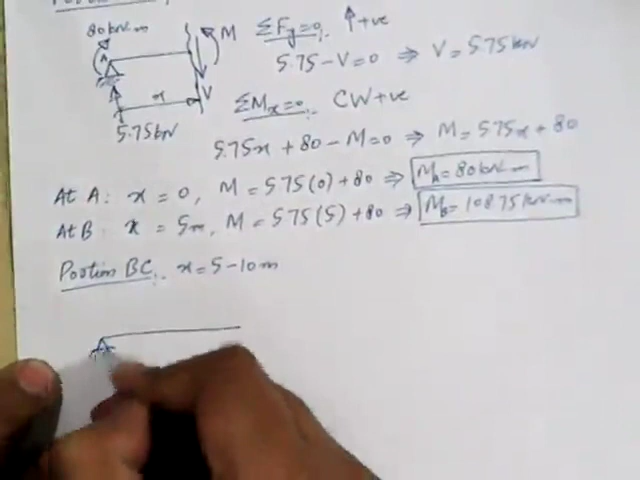 80kN.m
M
ΣFy=0: ↑+ve
A
5.75-V=0 ⇒ V=5.75kN
V
x
ΣMx=0: CW+ve
5.75kN
5.75x+80-M=0 ⇒ M=5.75x+80
At A: x=0, M=5.75(0)+80 ⇒ MA=80kN-m
At B: x=5m, M=5.75(5)+80 ⇒ MB=108.75kN-m
Portion BC: x=5-10m